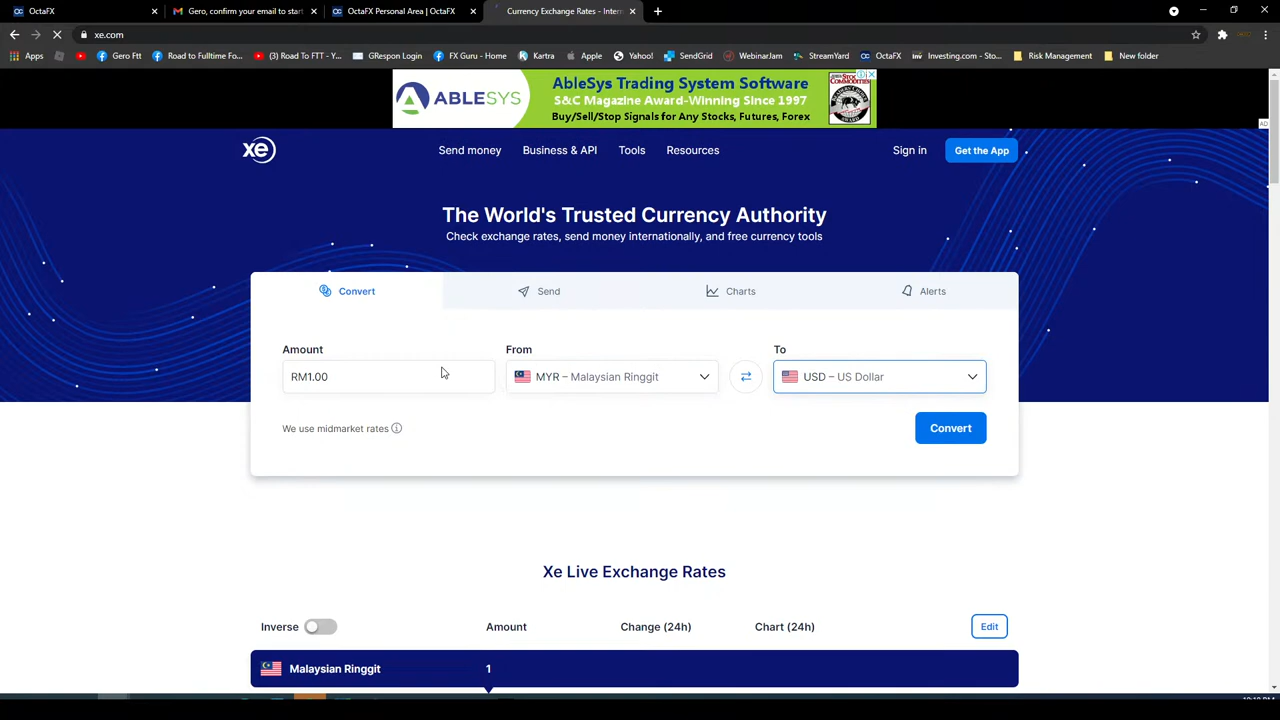 OctaFX
Gero, confirm your email to start
OctaFX Personal Area | OctaFX
Currency Exchange Rates - Inter
xe.com
Apps
Gero Ftt
Road to Fulltime Fo...
(3) Road To FTT - Y...
GRespon Login
FX Guru - Home
Kartra
Apple
Yahoo!
SendGrid
WebinarJam
StreamYard
OctaFX
Investing.com - Sto...
Risk Management
New folder
ABLESYS
AbleSys Trading System Software
S&C Magazine Award-Winning Since 1997
Buy/Sell/Stop Signals for Any Stocks, Futures, Forex
AD
xe
Send money
Business & API
Tools
Resources
Sign in
Get the App
The World's Trusted Currency Authority
Check exchange rates, send money internationally, and free currency tools
Convert
Send
Charts
Alerts
Amount
From
To
RM1.00
MYR – Malaysian Ringgit
USD – US Dollar
We use midmarket rates
Convert
Xe Live Exchange Rates
Inverse
Amount
Change (24h)
Chart (24h)
Edit
Malaysian Ringgit
1